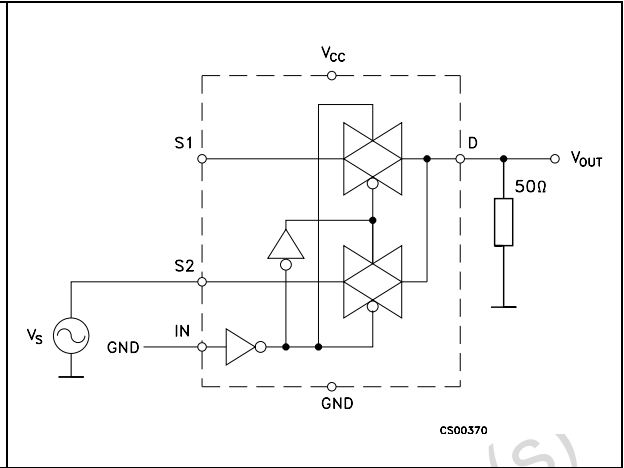 VCC
S1
D
VOUT
50Ω
S2
VS
IN
GND
GND
CS00370
(S)